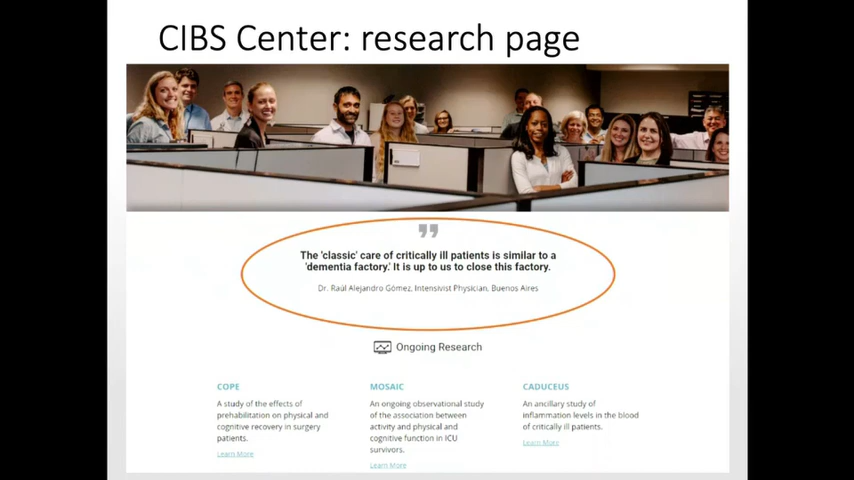 CIBS Center: research page
”
The 'classic' care of critically ill patients is similar to a
'dementia factory.' It is up to us to close this factory.
Dr. Raúl Alejandro Gómez, Intensivist Physician, Buenos Aires
Ongoing Research
COPE
A study of the effects of
prehabilitation on physical and
cognitive recovery in surgery
patients.
Learn More
MOSAIC
An ongoing observational study
of the association between
activity and physical and
cognitive function in ICU
survivors.
Learn More
CADUCEUS
An ancillary study of
inflammation levels in the blood
of critically ill patients.
Learn More